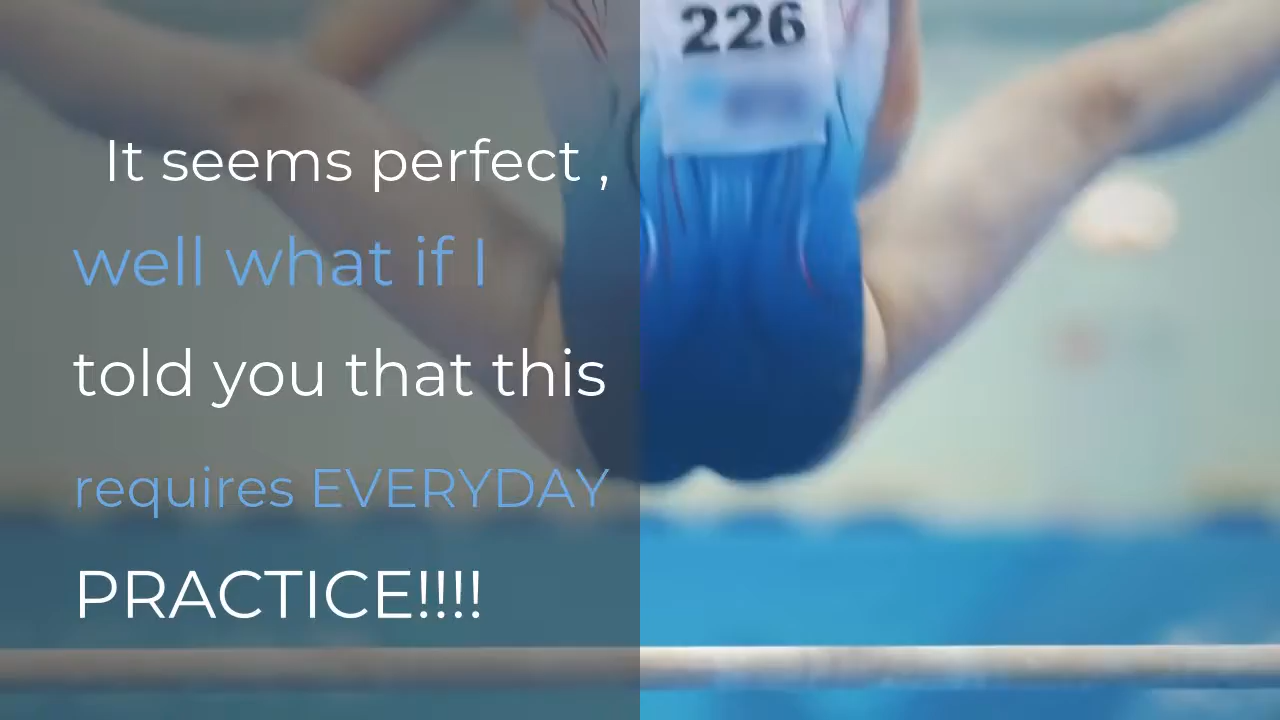 226
It seems perfect ,
well what if I
told you that this
requires EVERYDAY
PRACTICE!!!!